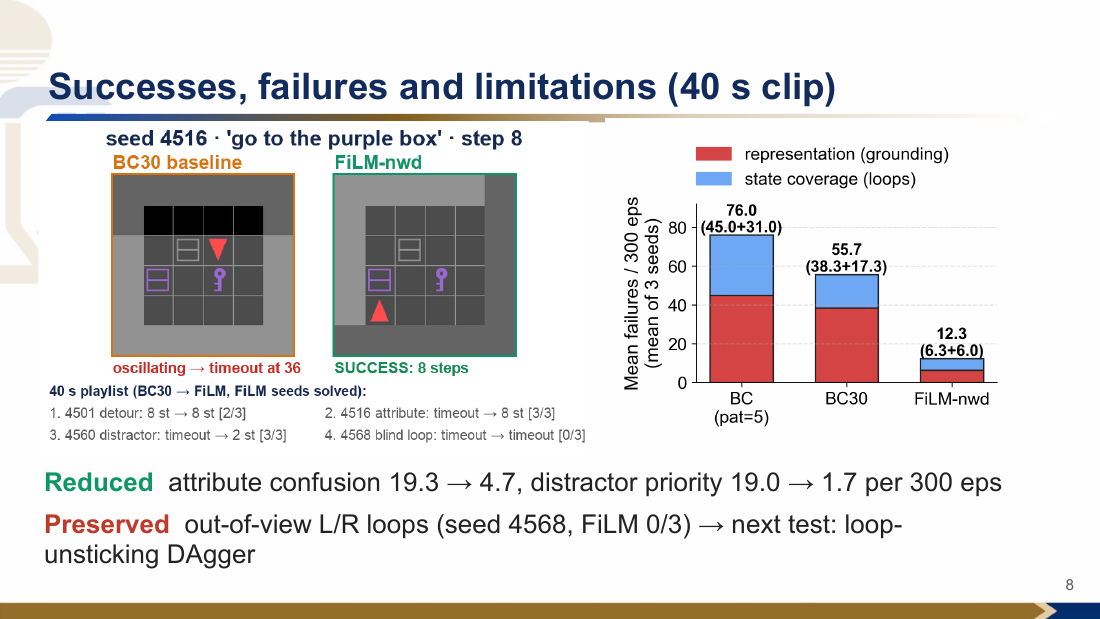 Successes, failures and limitations (40 s clip)
seed 4516 · 'go to the purple box' · step 8
BC30 baseline
FiLM-nwd
oscillating → timeout at 36
SUCCESS: 8 steps
40 s playlist (BC30 → FiLM, FiLM seeds solved):
1. 4501 detour: 8 st → 8 st [2/3]
2. 4516 attribute: timeout → 8 st [3/3]
3. 4560 distractor: timeout → 2 st [3/3]
4. 4568 blind loop: timeout → timeout [0/3]
representation (grounding)
state coverage (loops)
Mean failures / 300 eps
(mean of 3 seeds)
80
60
40
20
0
76.0
(45.0+31.0)
55.7
(38.3+17.3)
12.3
(6.3+6.0)
BC
(pat=5)
BC30
FiLM-nwd
Reduced attribute confusion 19.3 → 4.7, distractor priority 19.0 → 1.7 per 300 eps
Preserved out-of-view L/R loops (seed 4568, FiLM 0/3) → next test: loop-
unsticking DAgger
8